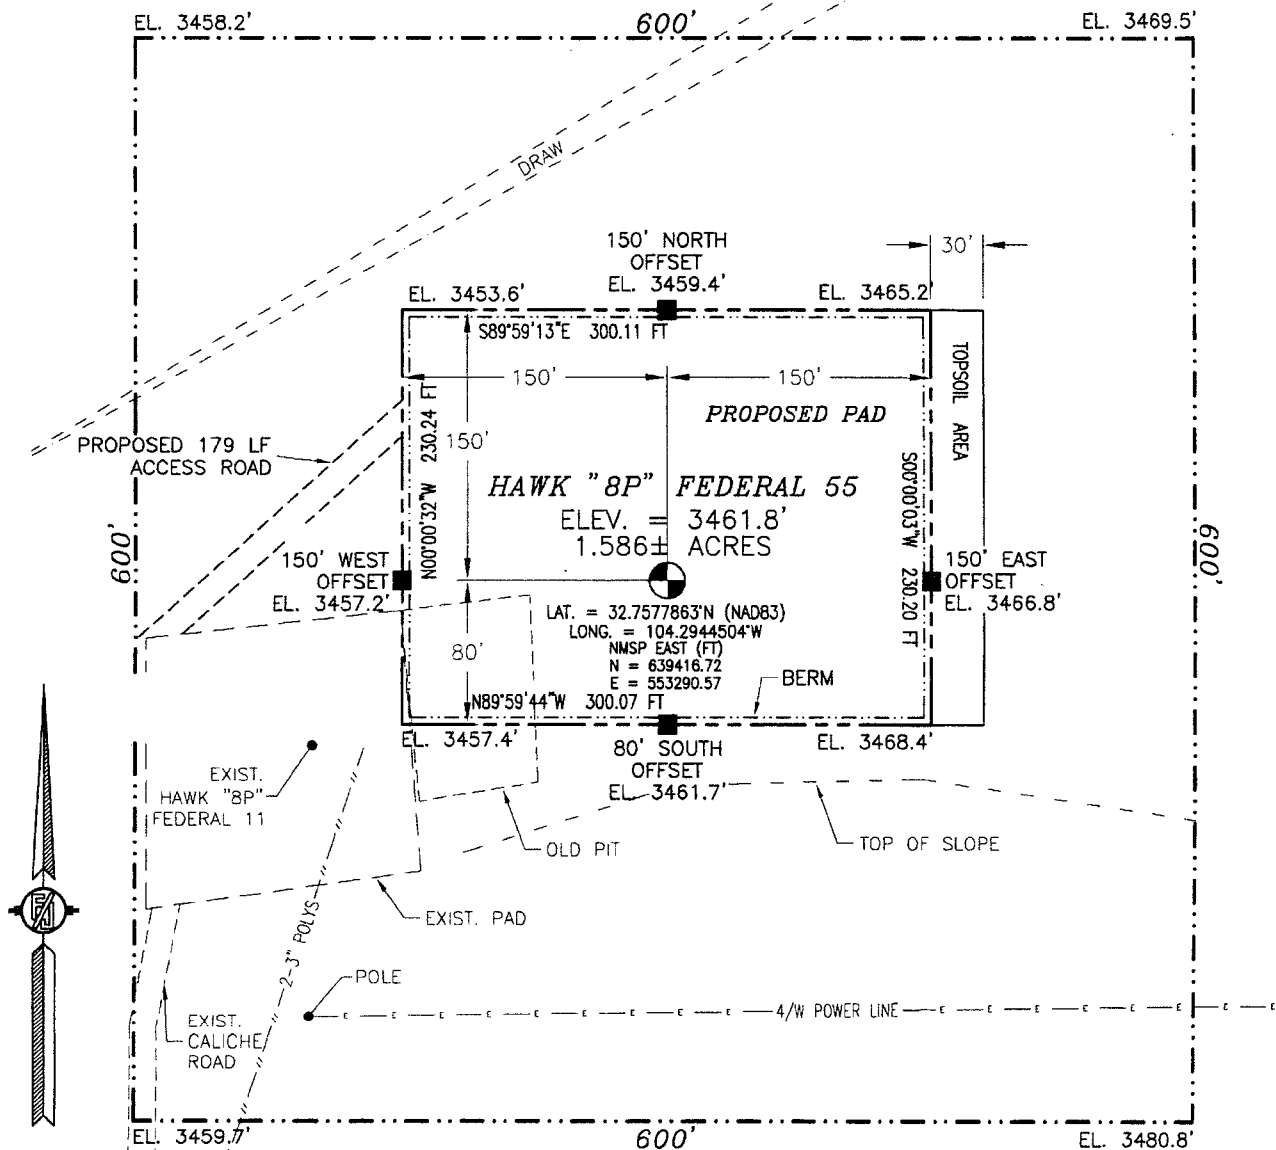 EL. 3458.2'
600'
EL. 3469.5'
DRAW
150' NORTH
OFFSET
EL. 3459.4'
30'
EL. 3453.6'
EL. 3465.2'
S89°59'13"E 300.11 FT
150'
150'
TOPSOIL AREA
PROPOSED PAD
PROPOSED 179 LF
ACCESS ROAD
N00°00'32"W 230.24 FT
150'
HAWK "8P" FEDERAL 55
ELEV. = 3461.8'
1.586± ACRES
S00°00'03"W 230.20 FT
600'
600'
150' WEST
OFFSET
EL. 3457.2'
150' EAST
OFFSET
EL. 3466.8'
LAT. = 32.7577863°N (NAD83)
LONG. = 104.2944504°W
NMSP EAST (FT)
N = 639416.72
E = 553290.57
80'
BERM
N89°59'44"W 300.07 FT
EL. 3457.4'
EL. 3468.4'
80' SOUTH
OFFSET
EL. 3461.7'
EXIST.
HAWK "8P"
FEDERAL 11
OLD PIT
TOP OF SLOPE
EXIST. PAD
2-3" POLYS
POLE
E E E E E E 4/W POWER LINE E E E E E E E E
EXIST.
CALICHE
ROAD
EL. 3459.7'
600'
EL. 3480.8'